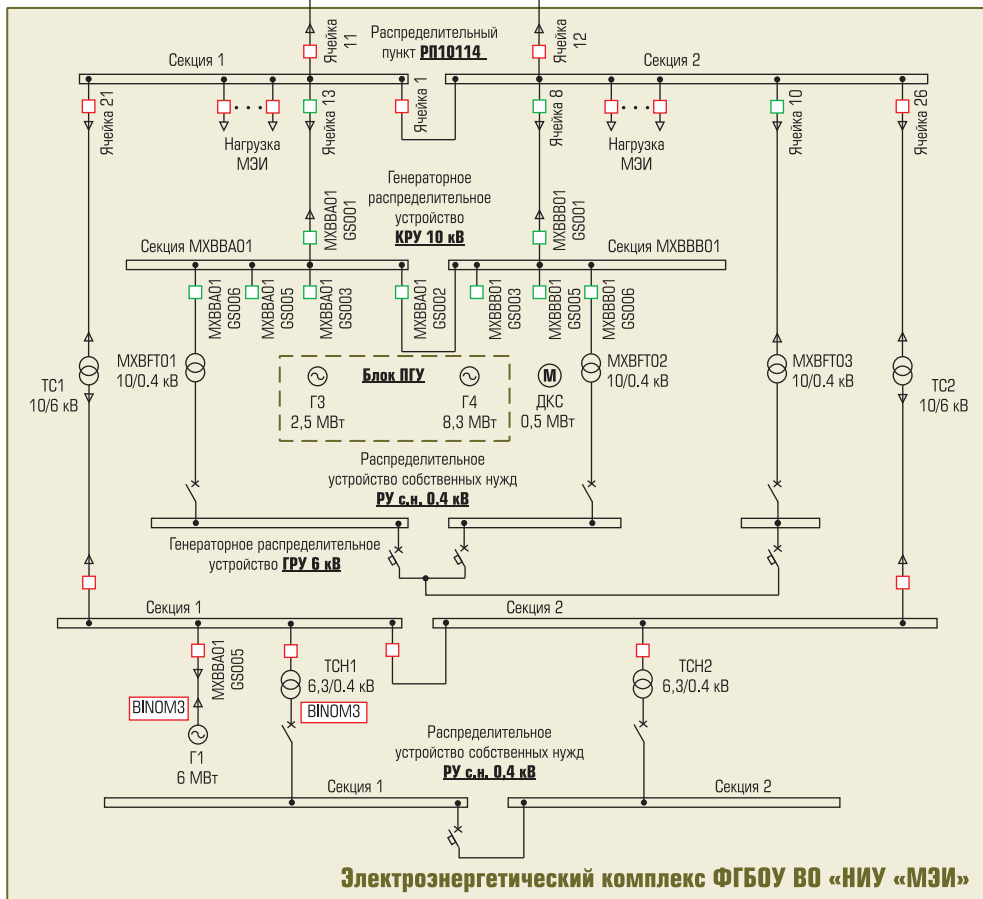 Ячейка 11
Распределительный
пункт РП10114
Ячейка 12
Секция 1
Секция 2
Ячейка 21
Нагрузка
МЭИ
Ячейка 13
Ячейка 1
Ячейка 8
Нагрузка
МЭИ
Ячейка 10
Ячейка 26
Генераторное
распределительное
устройство
КРУ 10 кВ
MXBBA01
GS001
MXBBB01
GS001
Секция MXBBA01
Секция MXBBB01
MXBBA01
GS006
MXBBA01
GS005
MXBBA01
GS003
MXBBA01
GS002
MXBBB01
GS003
MXBBB01
GS005
MXBBB01
GS006
ТС1
10/6 кВ
MXBFT01
10/0.4 кВ
Блок ПГУ
Г3
2,5 МВт
Г4
8,3 МВт
М
ДКС
0,5 МВт
MXBFT02
10/0.4 кВ
MXBFT03
10/0.4 кВ
ТС2
10/6 кВ
Распределительное
устройство собственных нужд
РУ с.н. 0,4 кВ
Генераторное распределительное
устройство ГРУ 6 кВ
Секция 1
Секция 2
MXBBA01
GS005
ТСН1
6,3/0.4 кВ
ТСН2
6,3/0.4 кВ
BINOM3
BINOM3
Г1
6 МВт
Распределительное
устройство собственных нужд
РУ с.н. 0,4 кВ
Секция 1
Секция 2
Электроэнергетический комплекс ФГБОУ ВО «НИУ «МЭИ»